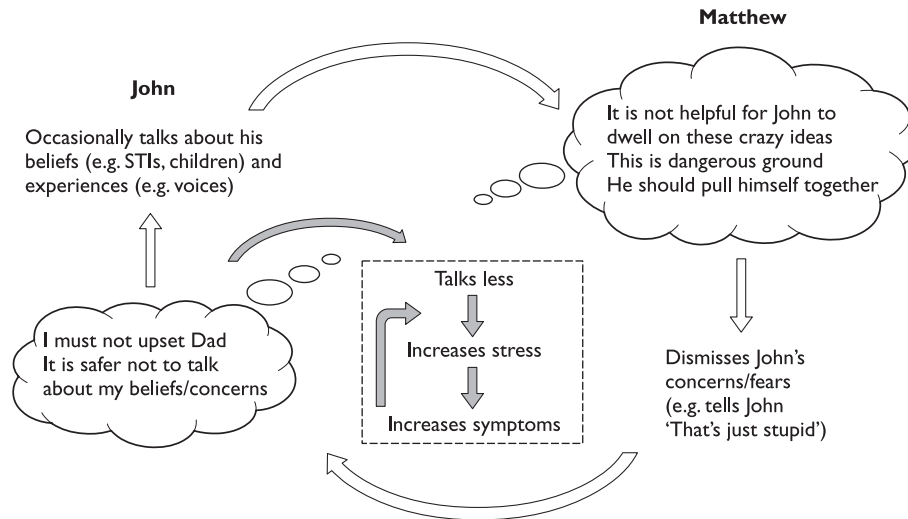 Matthew
John
It is not helpful for John to
dwell on these crazy ideas
This is dangerous ground
He should pull himself together
Occasionally talks about his
beliefs (e.g. STIs, children) and
experiences (e.g. voices)
Talks less
Increases stress
Increases symptoms
I must not upset Dad
It is safer not to talk
about my beliefs/concerns
Dismisses John's
concerns/fears
(e.g. tells John
'That's just stupid')